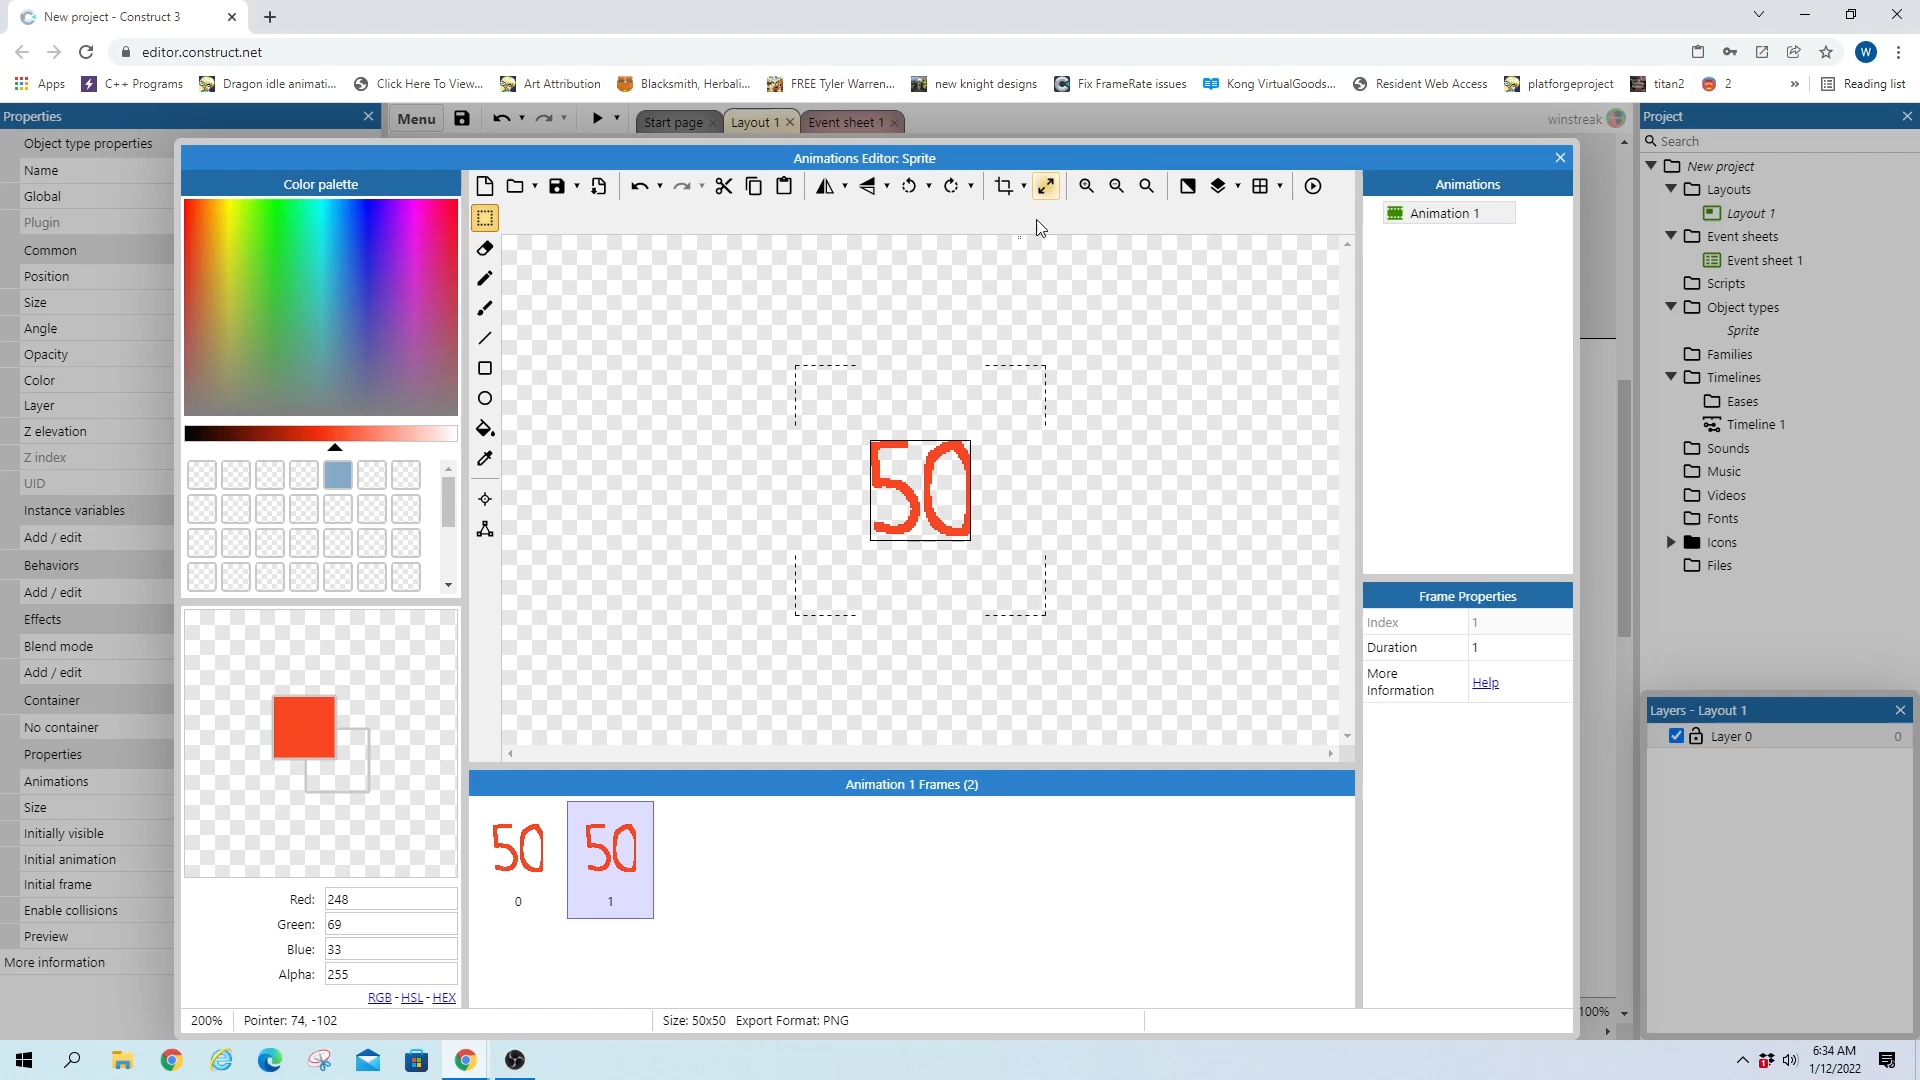 New project - Construct 3
editor.construct.net
W
Apps
C++ Programs
Dragon idle animati...
Click Here To View...
Art Attribution
Blacksmith, Herbali...
FREE Tyler Warren...
new knight designs
Fix FrameRate issues
Kong VirtualGoods...
Resident Web Access
platforgeproject
titan2
2
»
Reading list
Properties
Menu
Start page
Layout 1
Event sheet 1
winstreak
Project
Object type properties
Name
Global
Plugin
Common
Position
Size
Angle
Opacity
Color
Layer
Z elevation
Z index
UID
Instance variables
Add / edit
Behaviors
Add / edit
Effects
Blend mode
Add / edit
Container
No container
Properties
Animations
Size
Initially visible
Initial animation
Initial frame
Enable collisions
Preview
More information
Animations Editor: Sprite
Color palette
Red: 248
Green: 69
Blue: 33
Alpha: 255
RGB - HSL - HEX
50
Animation 1 Frames (2)
50
0
50
1
200%
Pointer: 74, -102
Size: 50x50 Export Format: PNG
Animations
Animation 1
Frame Properties
Index 1
Duration 1
More
Information
Help
100%
Search
New project
Layouts
Layout 1
Event sheets
Event sheet 1
Scripts
Object types
Sprite
Families
Timelines
Eases
Timeline 1
Sounds
Music
Videos
Fonts
Icons
Files
Layers - Layout 1
Layer 0
0
6:34 AM
1/12/2022